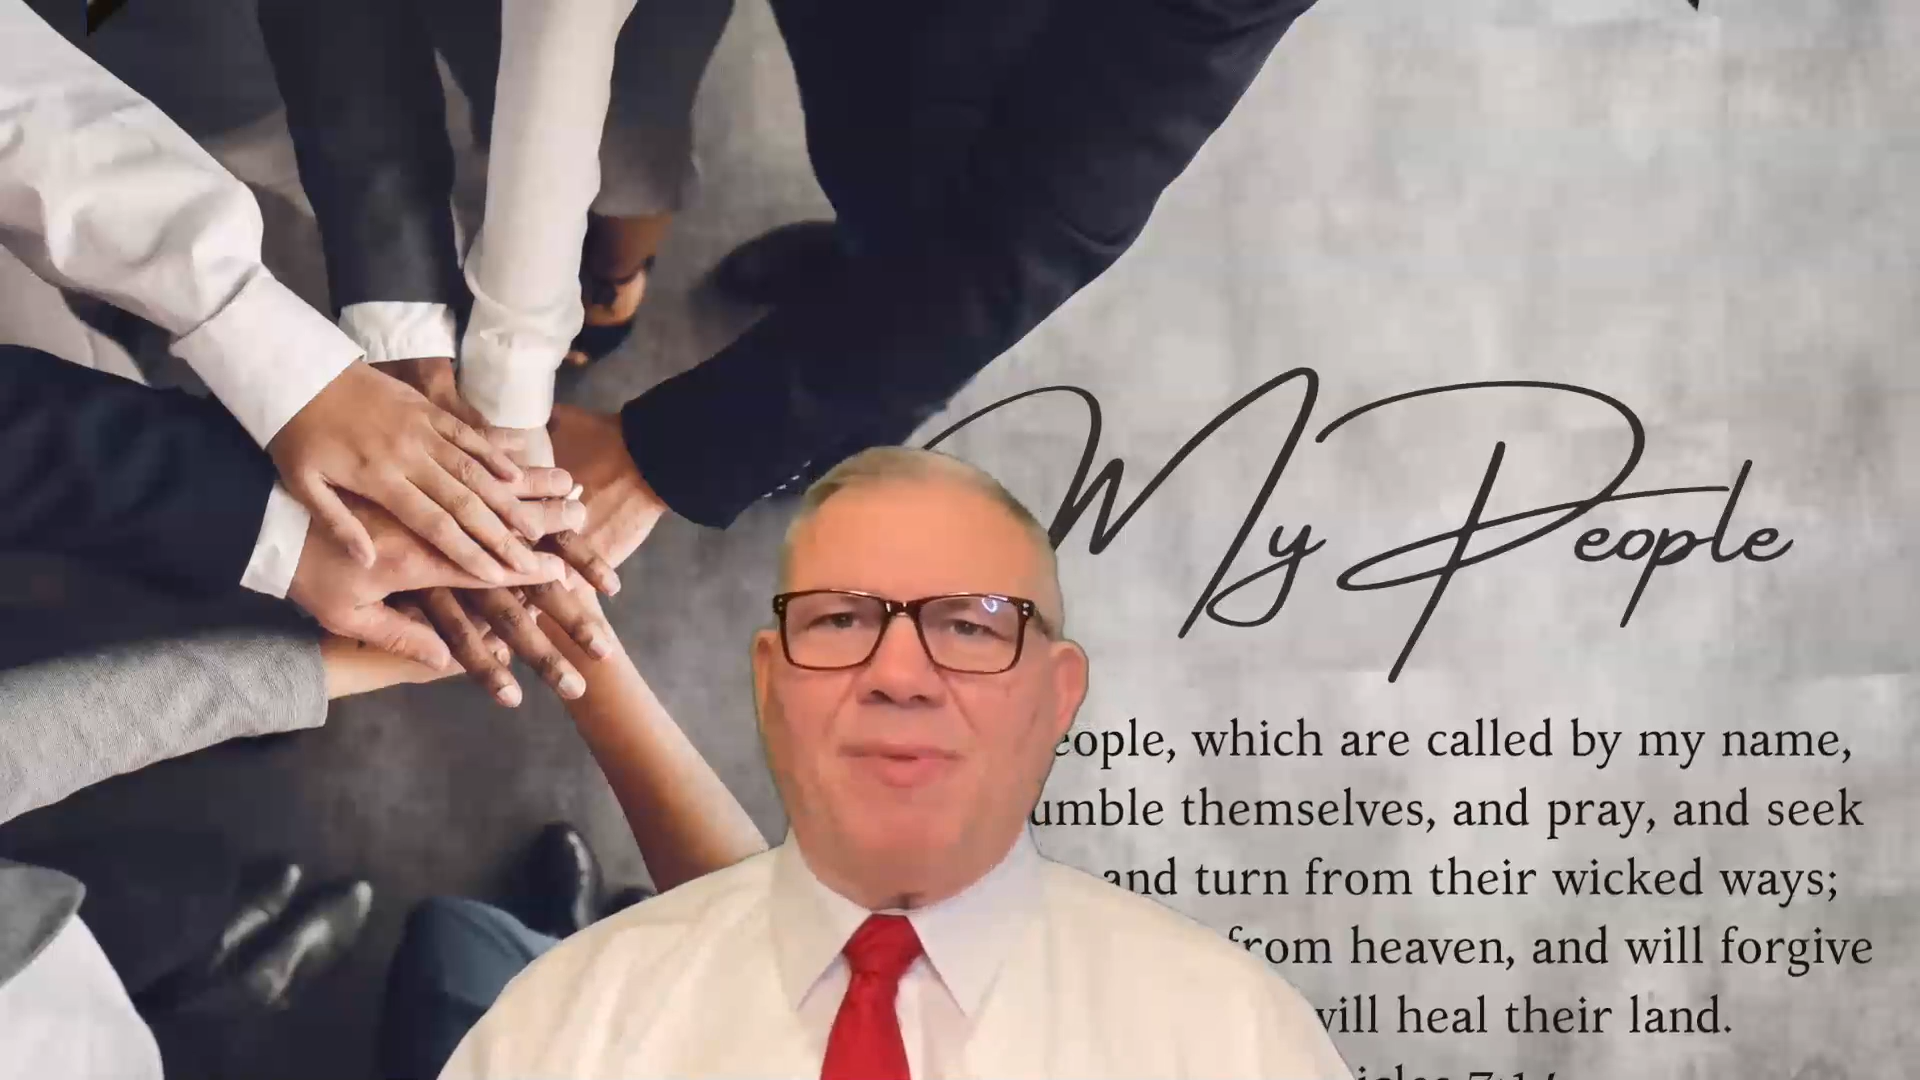 My People
eople, which are called by my name,
umble themselves, and pray, and seek
and turn from their wicked ways;
from heaven, and will forgive
will heal their land.